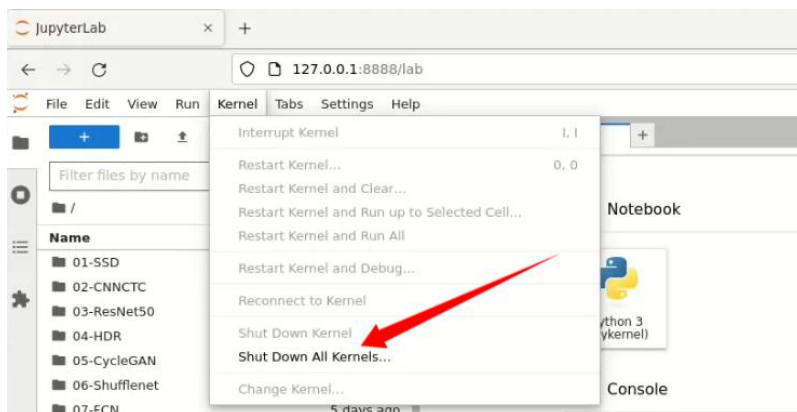 JupyterLab × +
127.0.0.1:8888/lab
File Edit View Run Kernel Tabs Settings Help
+
Filter files by name
/
Name
01-SSD
02-CNNCTC
03-ResNet50
04-HDR
05-CycleGAN
06-Shufflenet
07-FCN 5 days ago
Interrupt Kernel I, I
Restart Kernel... 0, 0
Restart Kernel and Clear...
Restart Kernel and Run up to Selected Cell...
Restart Kernel and Run All
Restart Kernel and Debug...
Reconnect to Kernel
Shut Down Kernel
Shut Down All Kernels...
Change Kernel...
+
Notebook
ython 3
ykernel)
Console